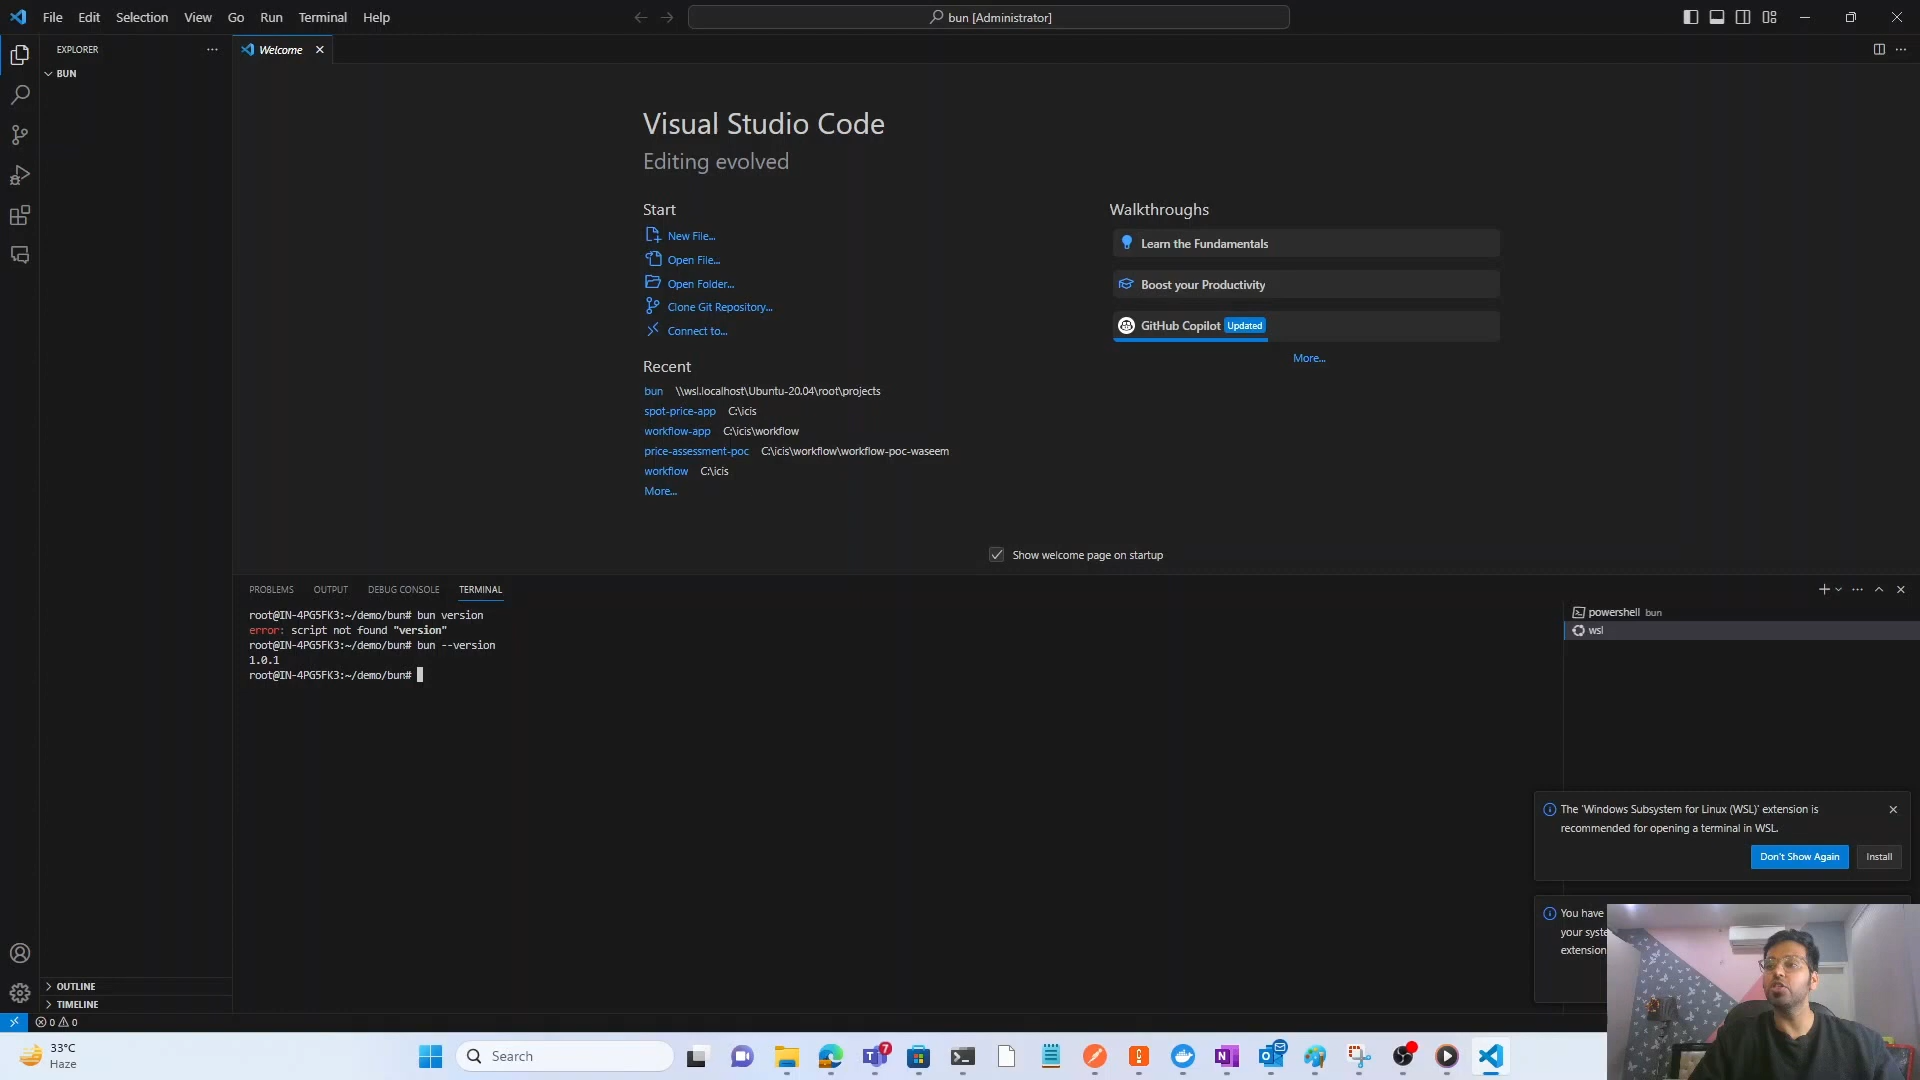 File Edit Selection View Go Run Terminal Help
bun [Administrator]
EXPLORER
BUN
Welcome
Visual Studio Code
Editing evolved
Start
New File...
Open File...
Open Folder...
Clone Git Repository...
Connect to...
Recent
bun \\wsl.localhost\Ubuntu-20.04\root\projects
spot-price-app C:\icis
workflow-app C:\icis\workflow
price-assessment-poc C:\icis\workflow\workflow-poc-waseem
workflow C:\icis
More...
Walkthroughs
Learn the Fundamentals
Boost your Productivity
GitHub Copilot Updated
More...
Show welcome page on startup
PROBLEMS OUTPUT DEBUG CONSOLE TERMINAL
root@IN-4PG5FK3:~/demo/bun# bun version
error: script not found "version"
root@IN-4PG5FK3:~/demo/bun# bun --version
1.0.1
root@IN-4PG5FK3:~/demo/bun#
powershell bun
wsl
The 'Windows Subsystem for Linux (WSL)' extension is
recommended for opening a terminal in WSL.
Don't Show Again Install
You have
your syste
extension
OUTLINE
TIMELINE
0 0
33°C
Haze
Search
7